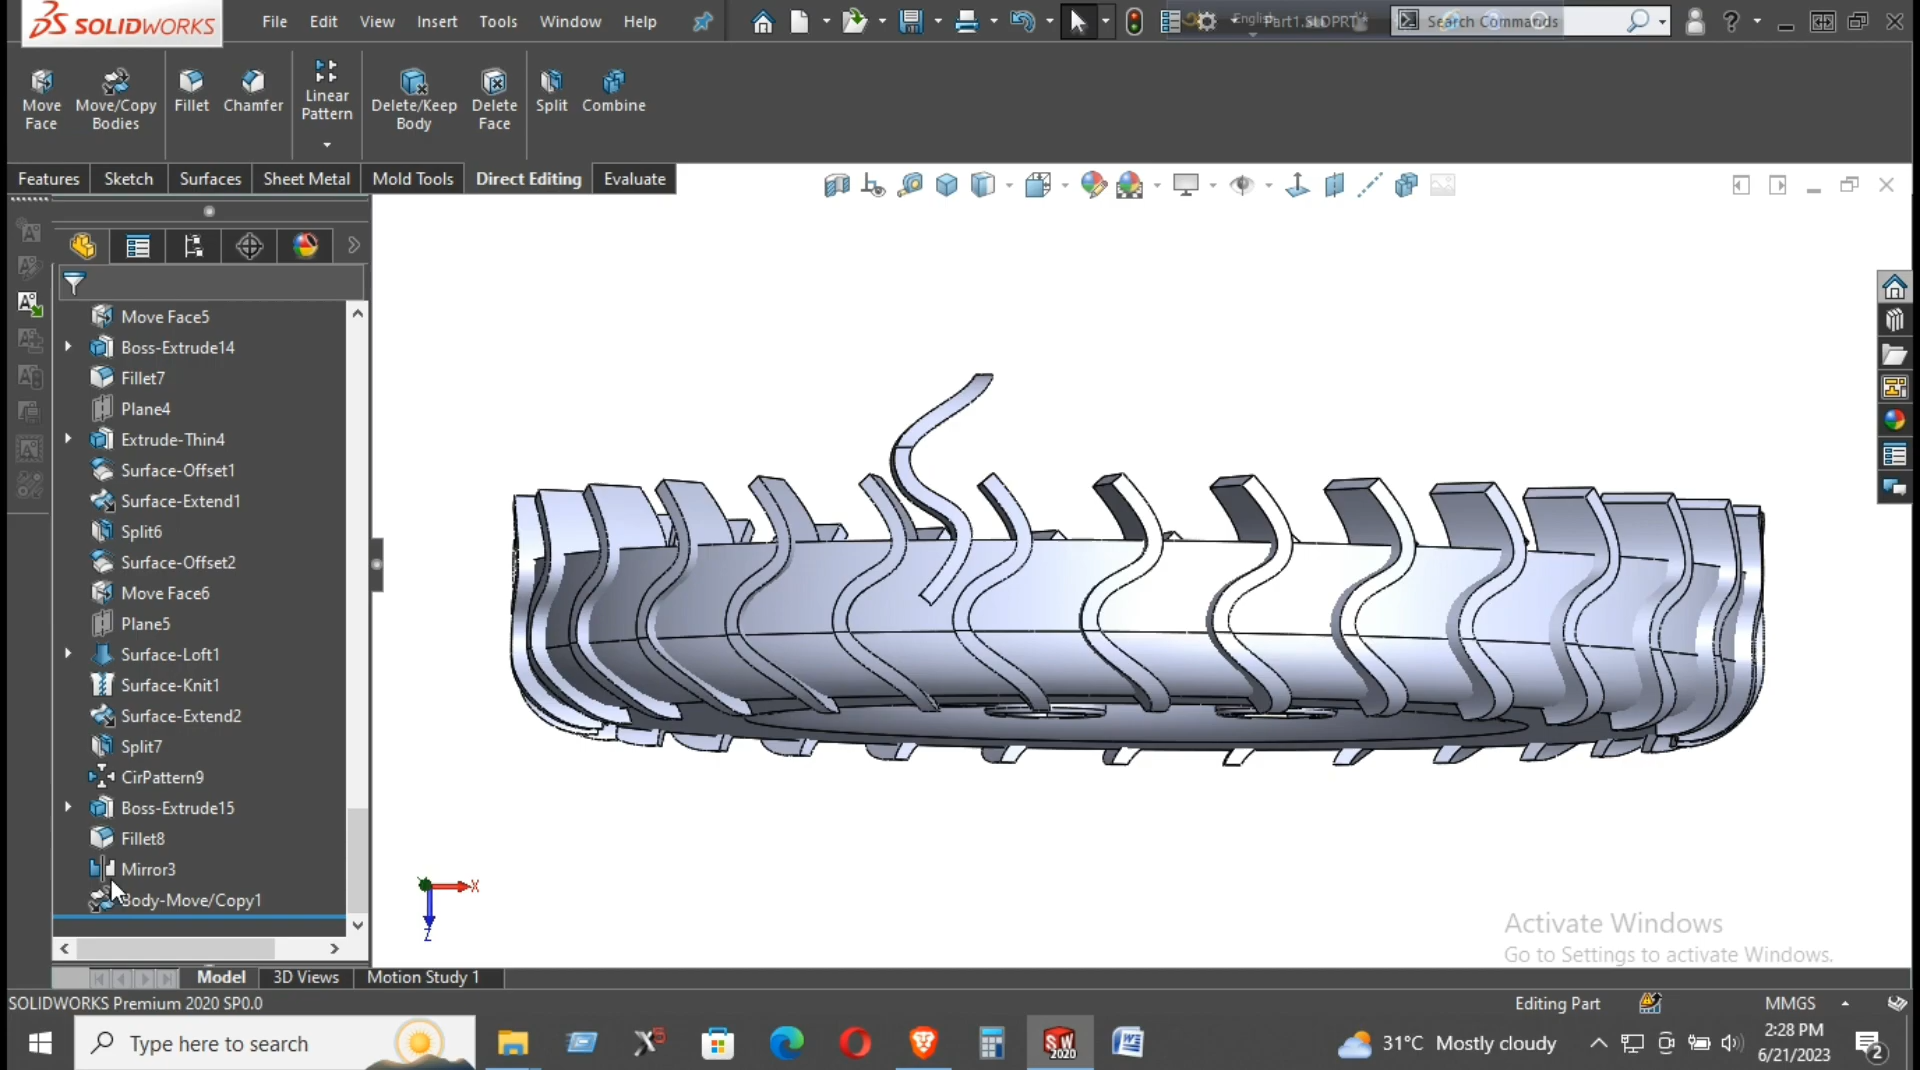 SOLIDWORKS
File Edit View Insert Tools Window Help
English
Part1.SLDPRT *
Search Commands
Move Face
Move/Copy Bodies
Fillet
Chamfer
Linear Pattern
Delete/Keep Body
Delete Face
Split
Combine
Features Sketch Surfaces Sheet Metal Mold Tools Direct Editing Evaluate
Move Face5
Boss-Extrude14
Fillet7
Plane4
Extrude-Thin4
Surface-Offset1
Surface-Extend1
Split6
Surface-Offset2
Move Face6
Plane5
Surface-Loft1
Surface-Knit1
Surface-Extend2
Split7
CirPattern9
Boss-Extrude15
Fillet8
Mirror3
Body-Move/Copy1
X
Z
Activate Windows
Go to Settings to activate Windows.
Model 3D Views Motion Study 1
SOLIDWORKS Premium 2020 SP0.0
Editing Part
MMGS
Type here to search
SW
2020
31°C Mostly cloudy
2:28 PM
6/21/2023
2